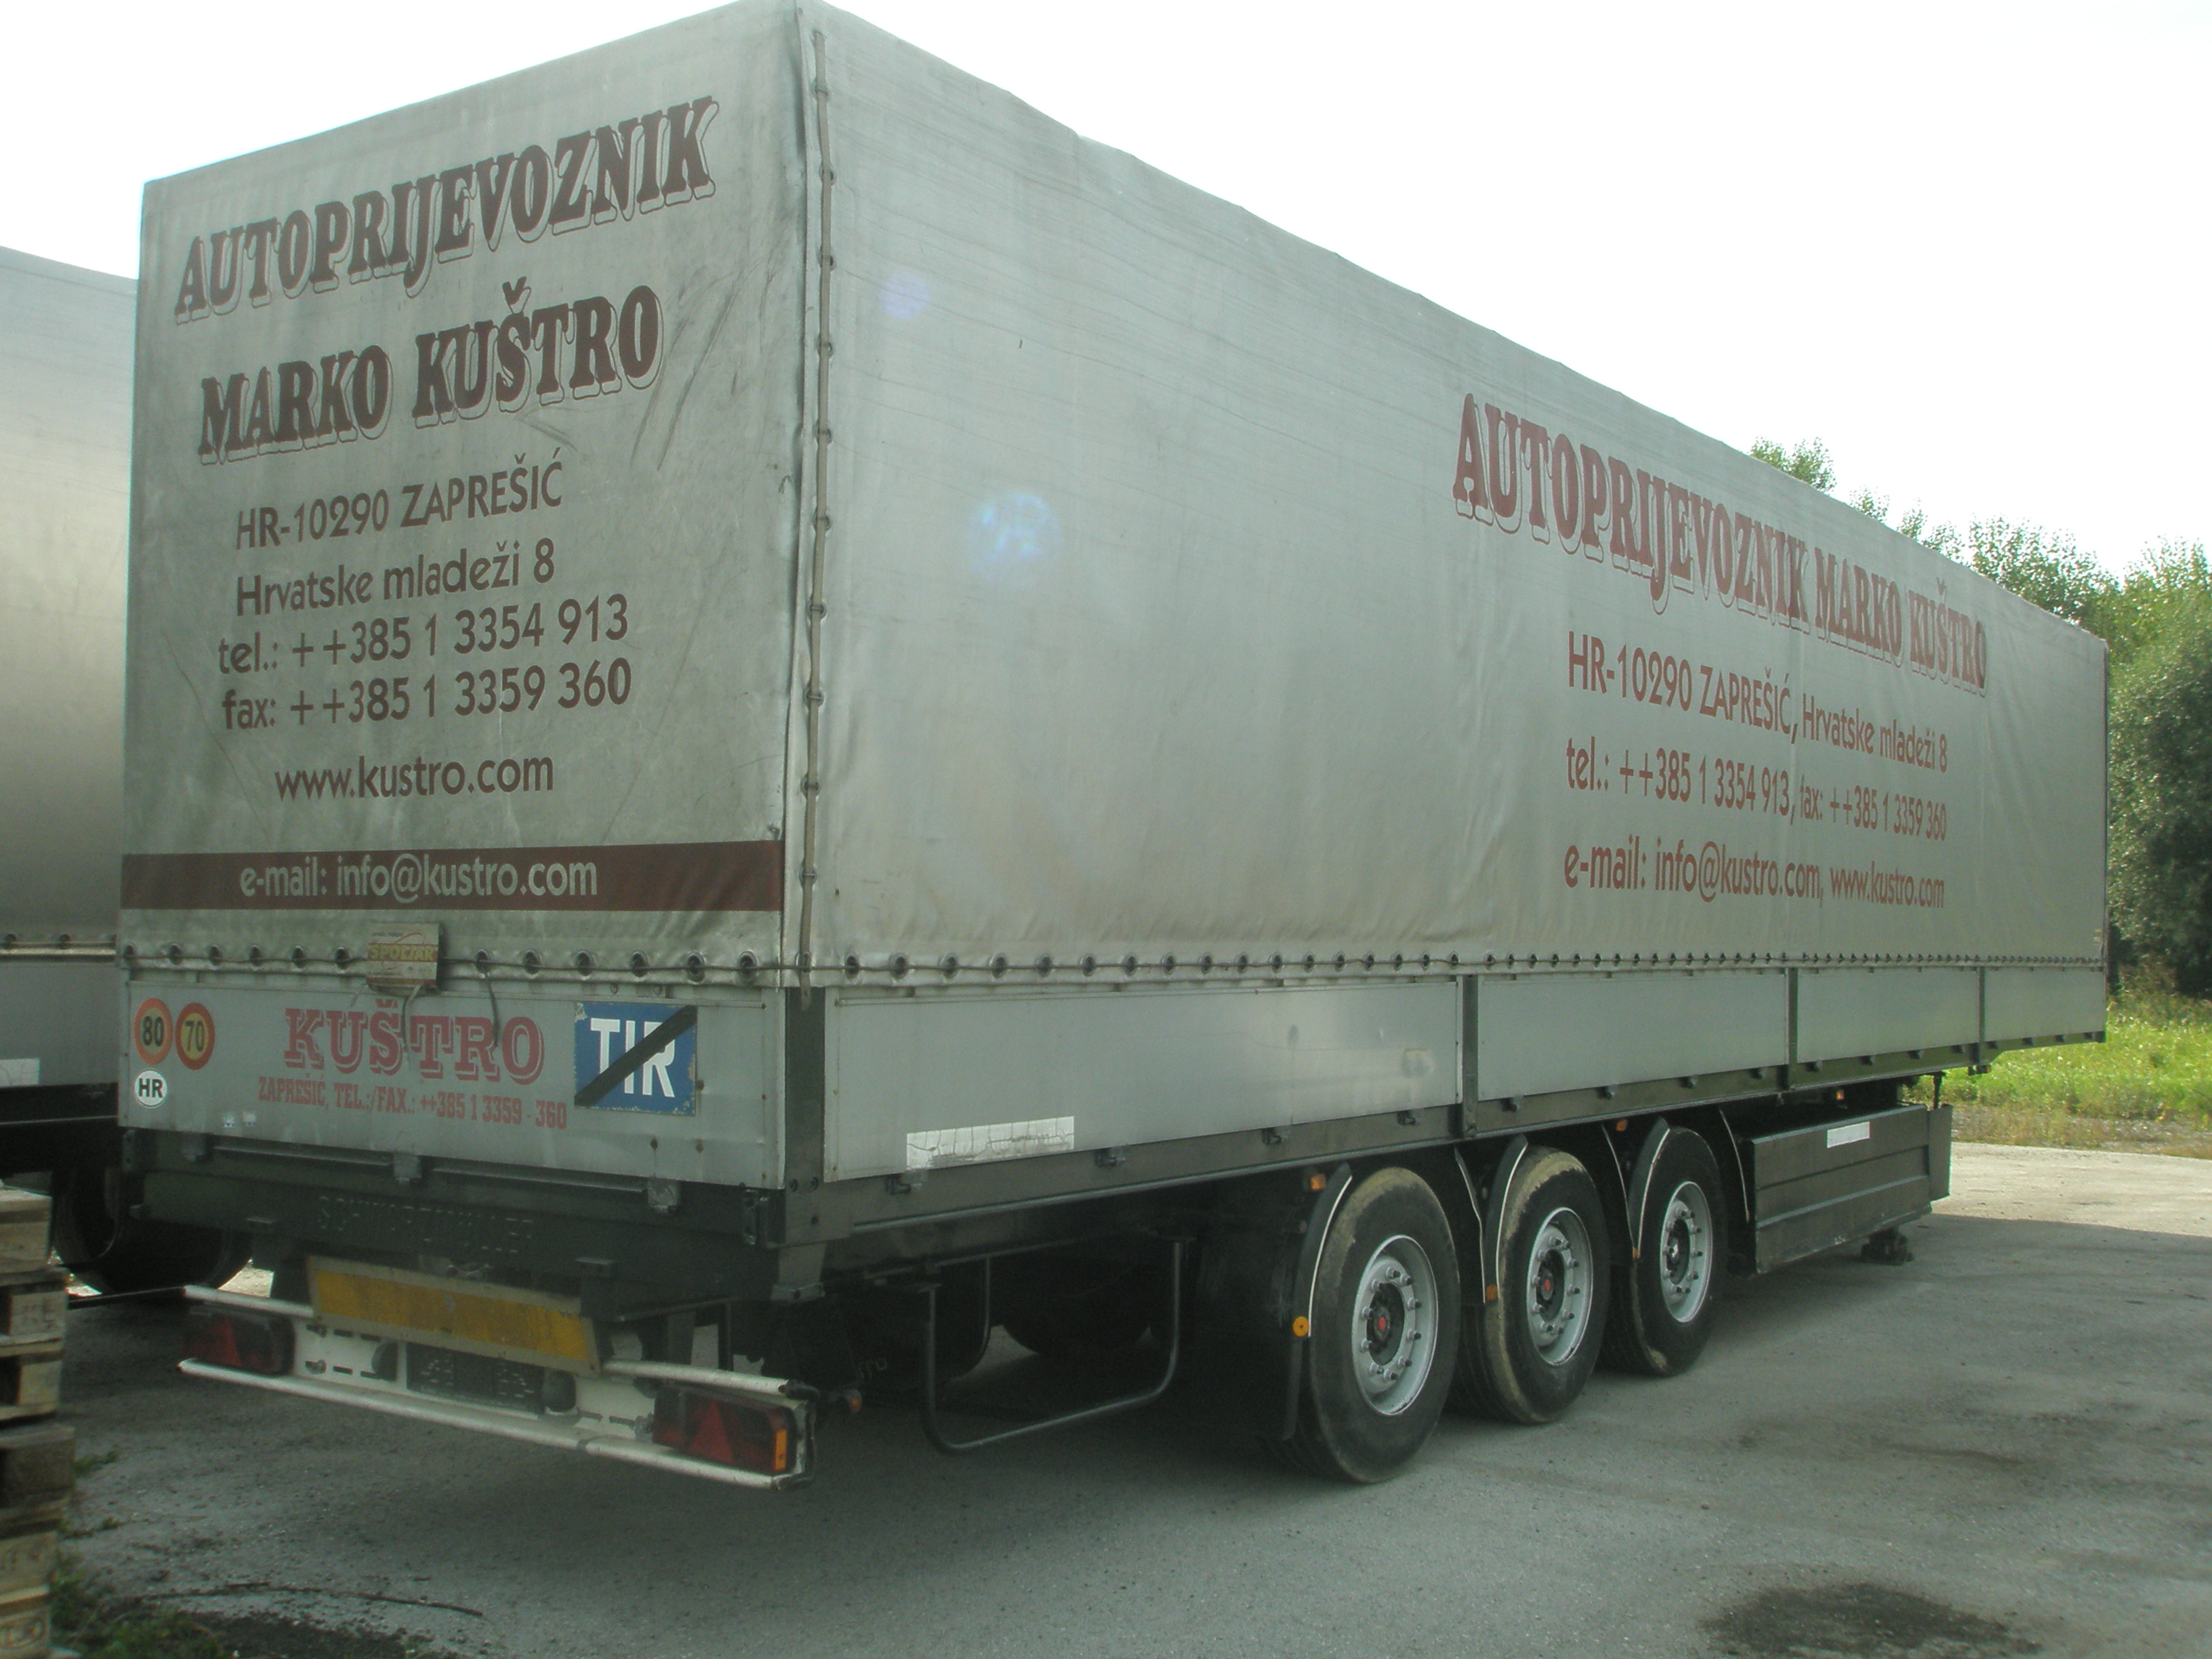 AUTOPRIJEVOZNIK
MARKO KUŠTRO
HR-10290 ZAPREŠIĆ
Hrvatske mladeži 8
tel.: ++385 1 3354 913
fax: ++385 1 3359 360
www.kustro.com
e-mail: info@kustro.com
80
70
HR
KUŠTRO
ZAPREŠIĆ, TEL.:/FAX.: ++385 1 3359 - 360
TIR
AUTOPRIJEVOZNIK MARKO KUŠTRO
HR-10290 ZAPREŠIĆ, Hrvatske mladeži 8
tel.: ++385 1 3354 913, fax: ++385 1 3359 360
e-mail: info@kustro.com, www.kustro.com